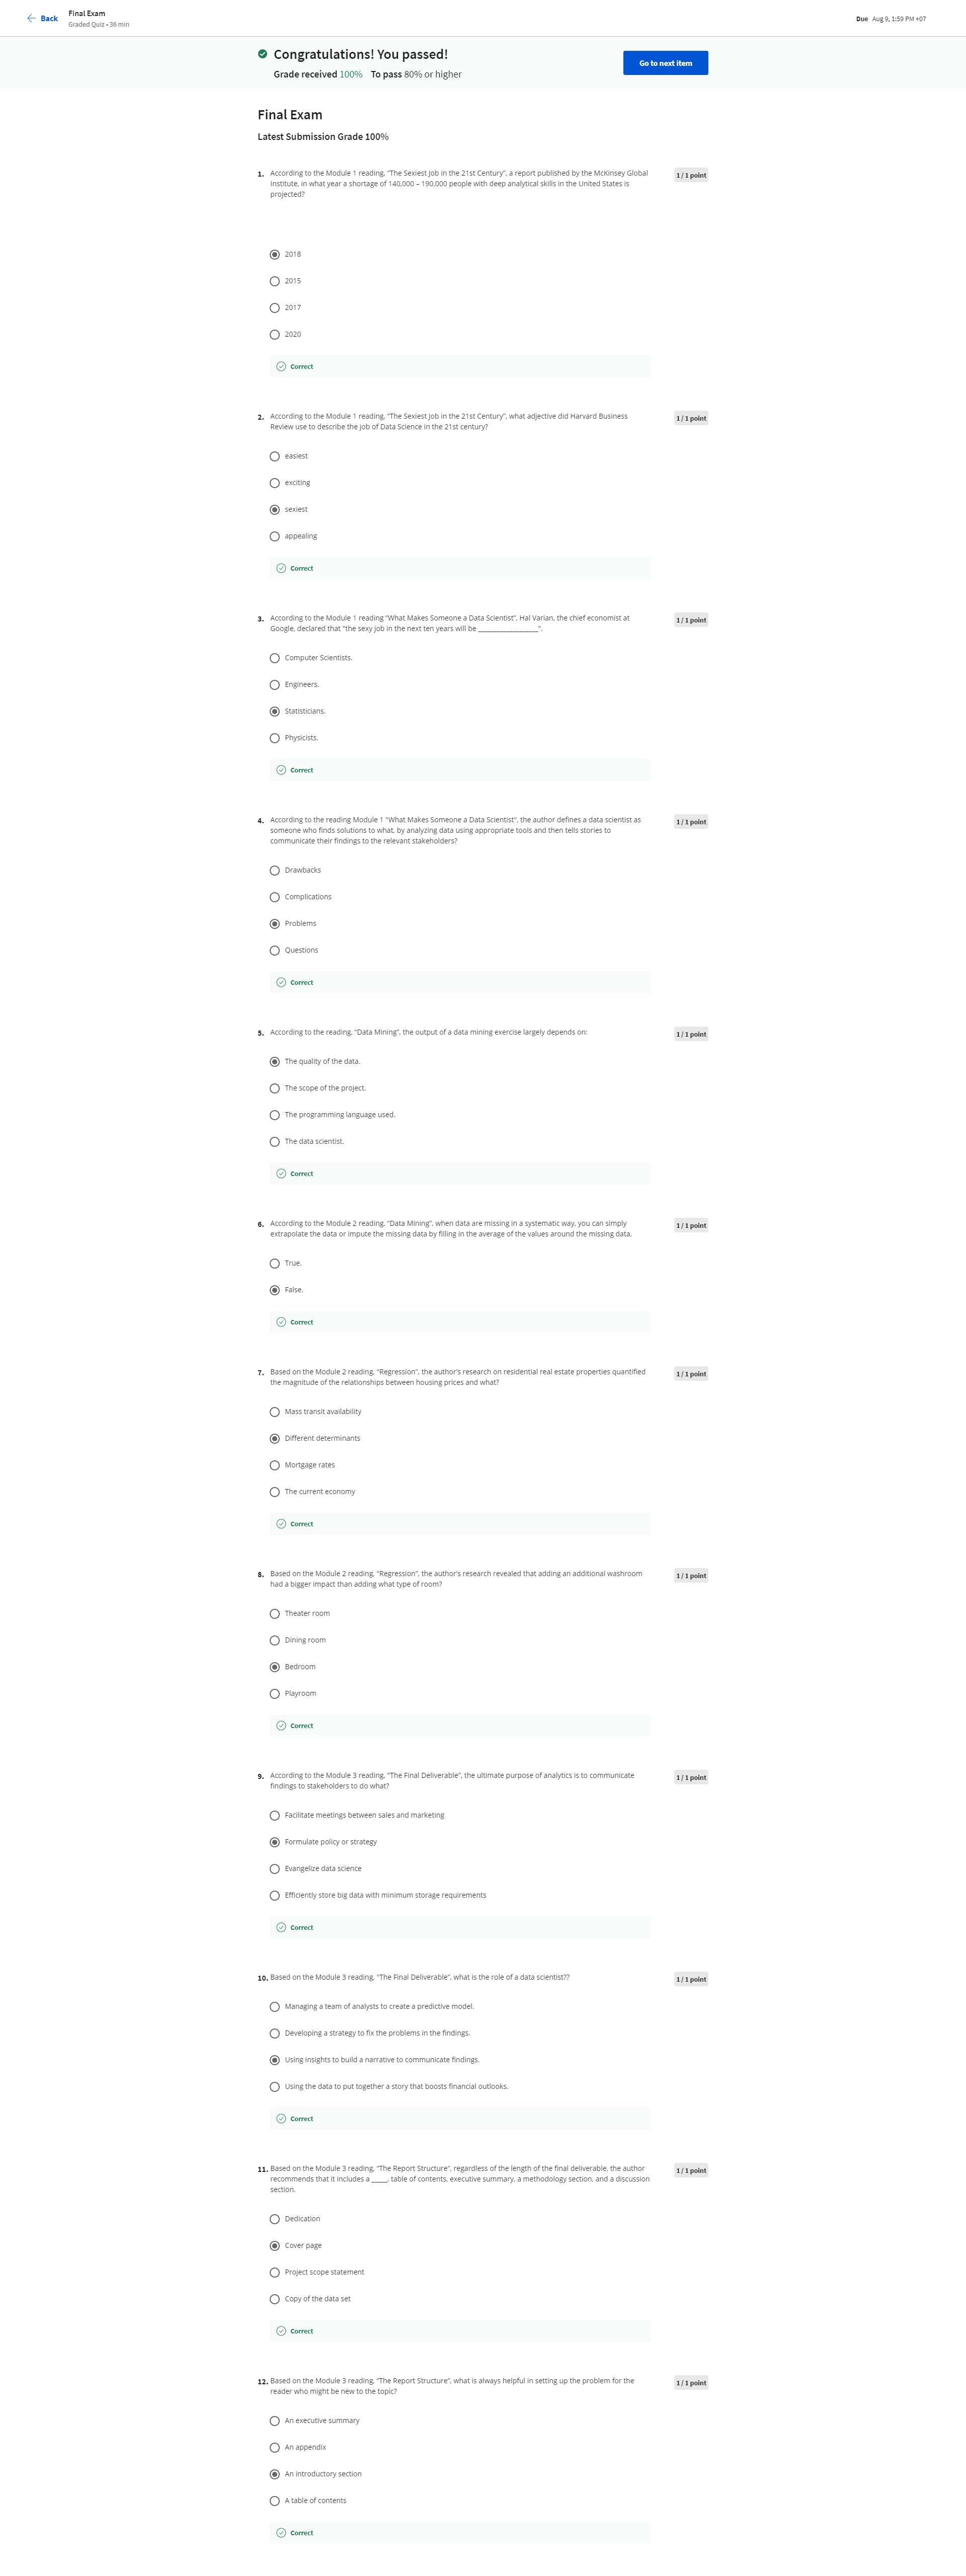 Back
Final Exam
Graded Quiz • 36 min
Due Aug 9, 1:59 PM +07
Congratulations! You passed!
Grade received 100% To pass 80% or higher
Go to next item
Final Exam
Latest Submission Grade 100%
1. According to the Module 1 reading, “The Sexiest Job in the 21st Century”, a report published by the McKinsey Global
Institute, in what year a shortage of 140,000 – 190,000 people with deep analytical skills in the United States is
projected?
1 / 1 point
2018
2015
2017
2020
Correct
2. According to the Module 1 reading, “The Sexiest Job in the 21st Century”, what adjective did Harvard Business
Review use to describe the job of Data Science in the 21st century?
1 / 1 point
easiest
exciting
sexiest
appealing
Correct
3. According to the Module 1 reading “What Makes Someone a Data Scientist”, Hal Varian, the chief economist at
Google, declared that “the sexy job in the next ten years will be __________________”.
1 / 1 point
Computer Scientists.
Engineers.
Statisticians.
Physicists.
Correct
4. According to the reading Module 1 “What Makes Someone a Data Scientist”, the author defines a data scientist as
someone who finds solutions to what, by analyzing data using appropriate tools and then tells stories to
communicate their findings to the relevant stakeholders?
1 / 1 point
Drawbacks
Complications
Problems
Questions
Correct
5. According to the reading, “Data Mining”, the output of a data mining exercise largely depends on:
1 / 1 point
The quality of the data.
The scope of the project.
The programming language used.
The data scientist.
Correct
6. According to the Module 2 reading, “Data Mining”, when data are missing in a systematic way, you can simply
extrapolate the data or impute the missing data by filling in the average of the values around the missing data.
1 / 1 point
True.
False.
Correct
7. Based on the Module 2 reading, “Regression”, the author’s research on residential real estate properties quantified
the magnitude of the relationships between housing prices and what?
1 / 1 point
Mass transit availability
Different determinants
Mortgage rates
The current economy
Correct
8. Based on the Module 2 reading, “Regression”, the author’s research revealed that adding an additional washroom
had a bigger impact than adding what type of room?
1 / 1 point
Theater room
Dining room
Bedroom
Playroom
Correct
9. According to the Module 3 reading, “The Final Deliverable”, the ultimate purpose of analytics is to communicate
findings to stakeholders to do what?
1 / 1 point
Facilitate meetings between sales and marketing
Formulate policy or strategy
Evangelize data science
Efficiently store big data with minimum storage requirements
Correct
10. Based on the Module 3 reading, “The Final Deliverable”, what is the role of a data scientist??
1 / 1 point
Managing a team of analysts to create a predictive model.
Developing a strategy to fix the problems in the findings.
Using insights to build a narrative to communicate findings.
Using the data to put together a story that boosts financial outlooks.
Correct
11. Based on the Module 3 reading, “The Report Structure”, regardless of the length of the final deliverable, the author
recommends that it includes a _____, table of contents, executive summary, a methodology section, and a discussion
section.
1 / 1 point
Dedication
Cover page
Project scope statement
Copy of the data set
Correct
12. Based on the Module 3 reading, “The Report Structure”, what is always helpful in setting up the problem for the
reader who might be new to the topic?
1 / 1 point
An executive summary
An appendix
An introductory section
A table of contents
Correct